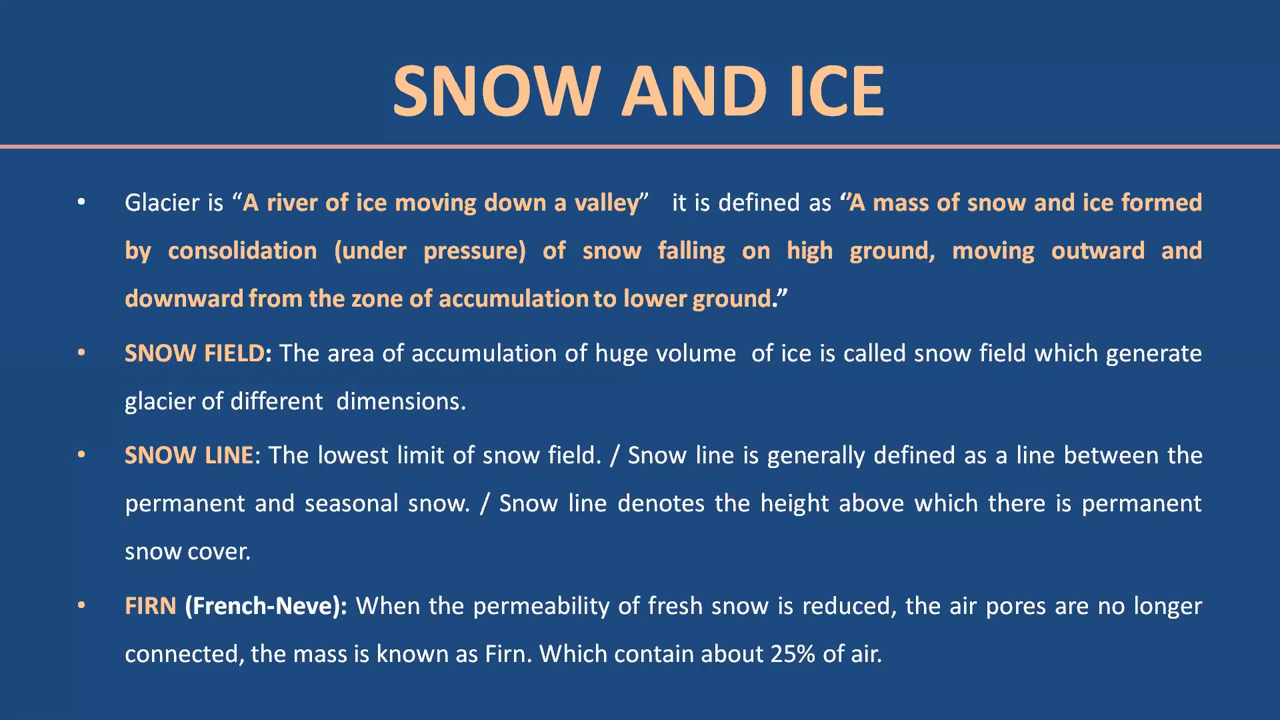 SNOW AND ICE
• Glacier is “A river of ice moving down a valley” it is defined as “A mass of snow and ice formed
by consolidation (under pressure) of snow falling on high ground, moving outward and
downward from the zone of accumulation to lower ground.”
• SNOW FIELD: The area of accumulation of huge volume of ice is called snow field which generate
glacier of different dimensions.
• SNOW LINE: The lowest limit of snow field. / Snow line is generally defined as a line between the
permanent and seasonal snow. / Snow line denotes the height above which there is permanent
snow cover.
• FIRN (French-Neve): When the permeability of fresh snow is reduced, the air pores are no longer
connected, the mass is known as Firn. Which contain about 25% of air.